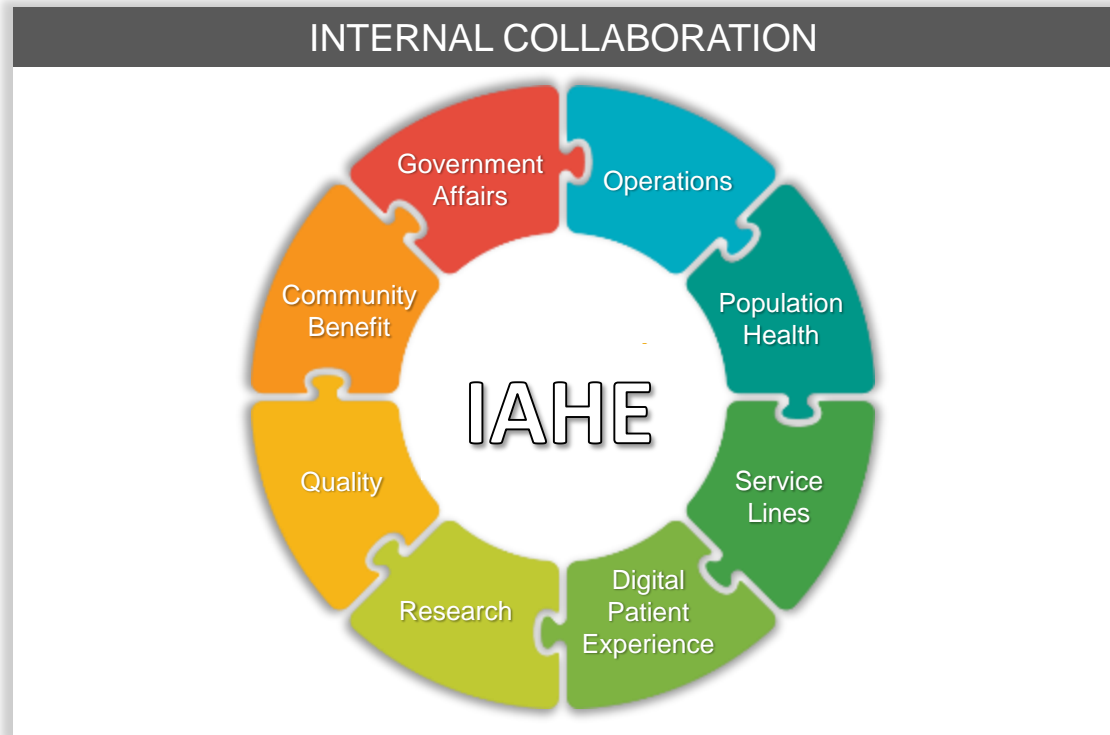 INTERNAL COLLABORATION
Government
Affairs
Operations
Community
Benefit
Population
Health
IAHE
Quality
Service
Lines
Research
Digital
Patient
Experience